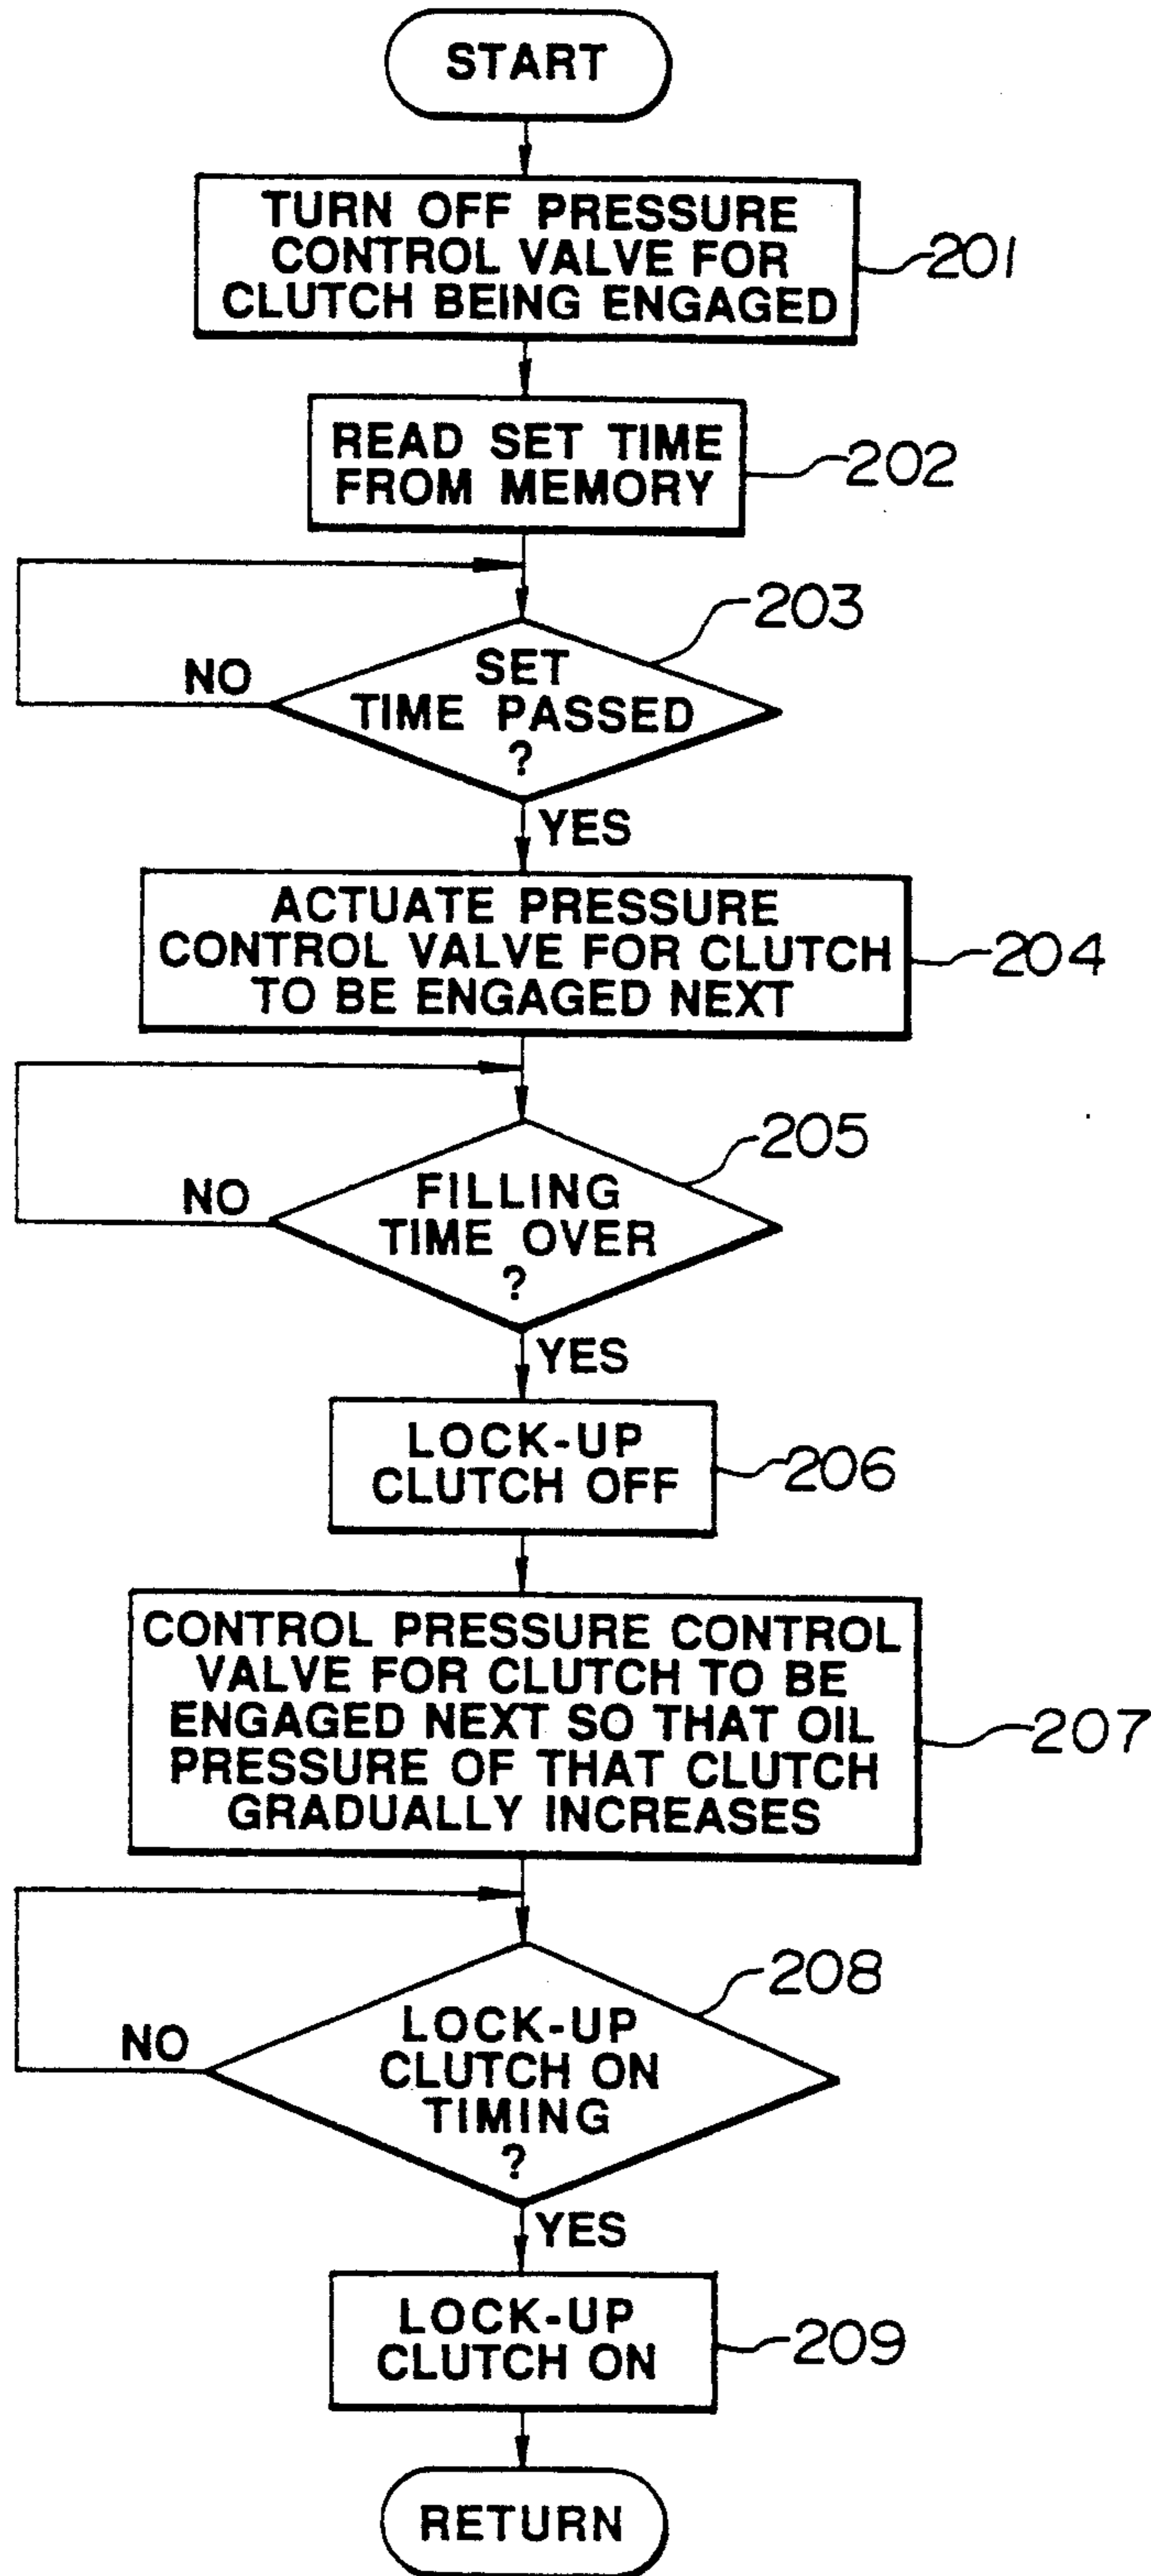 START
TURN OFF PRESSURE
CONTROL VALVE FOR
CLUTCH BEING ENGAGED
201
READ SET TIME
FROM MEMORY
202
203
SET
TIME PASSED
?
NO
YES
ACTUATE PRESSURE
CONTROL VALVE FOR CLUTCH
TO BE ENGAGED NEXT
204
205
FILLING
TIME OVER
?
NO
YES
LOCK-UP
CLUTCH OFF
206
CONTROL PRESSURE CONTROL
VALVE FOR CLUTCH TO BE
ENGAGED NEXT SO THAT OIL
PRESSURE OF THAT CLUTCH
GRADUALLY INCREASES
207
208
LOCK-UP
CLUTCH ON
TIMING
?
NO
YES
LOCK-UP
CLUTCH ON
209
RETURN